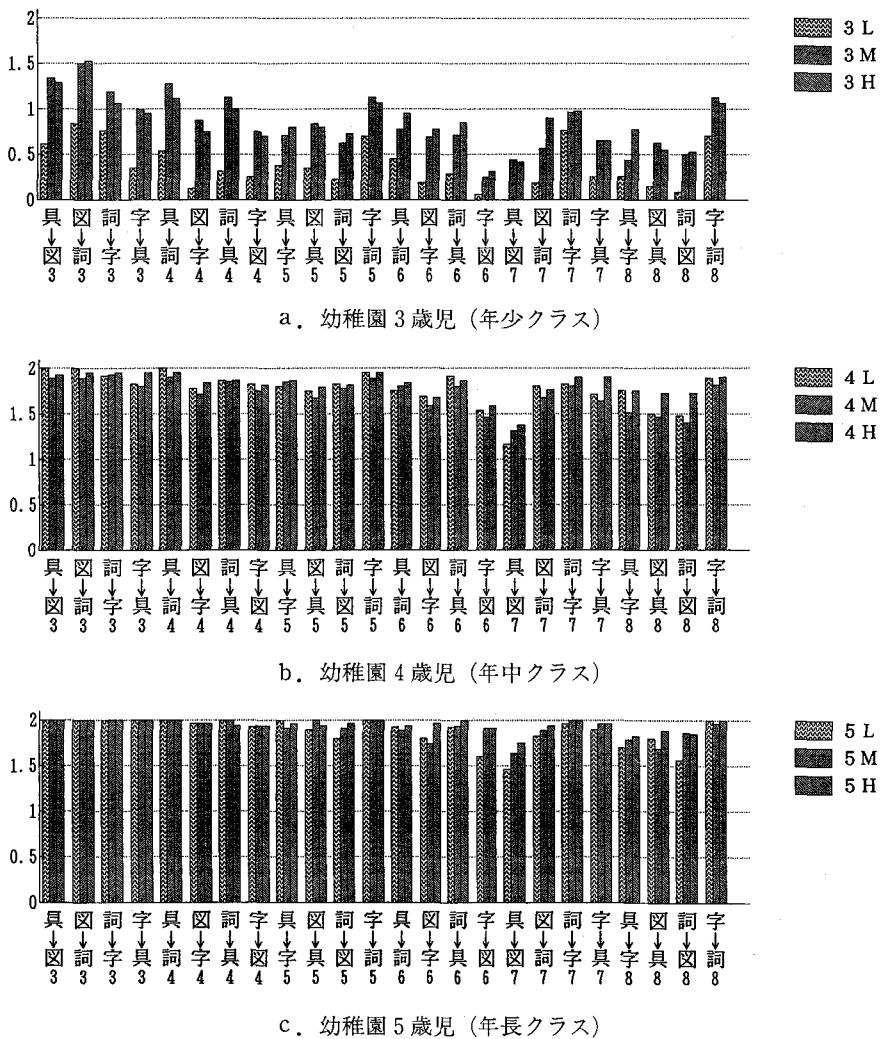 2
1.5
1
0.5
0
3 L
3 M
3 H
具→図3 図→詞3 詞→字3 字→具3 具→詞4 図→字4 詞→具4 字→図4 具→字5 図→具5 詞→図5 字→詞5 具→詞6 図→字6 詞→具6 字→図6 具→図7 図→詞7 詞→字7 字→具7 具→字8 図→具8 詞→図8 字→詞8
a．幼稚園3歳児（年少クラス）
2
1.5
1
0.5
0
4 L
4 M
4 H
具→図3 図→詞3 詞→字3 字→具3 具→詞4 図→字4 詞→具4 字→図4 具→字5 図→具5 詞→図5 字→詞5 具→詞6 図→字6 詞→具6 字→図6 具→図7 図→詞7 詞→字7 字→具7 具→字8 図→具8 詞→図8 字→詞8
b．幼稚園4歳児（年中クラス）
2
1.5
1
0.5
0
5 L
5 M
5 H
具→図3 図→詞3 詞→字3 字→具3 具→詞4 図→字4 詞→具4 字→図4 具→字5 図→具5 詞→図5 字→詞5 具→詞6 図→字6 詞→具6 字→図6 具→図7 図→詞7 詞→字7 字→具7 具→字8 図→具8 詞→図8 字→詞8
c．幼稚園5歳児（年長クラス）